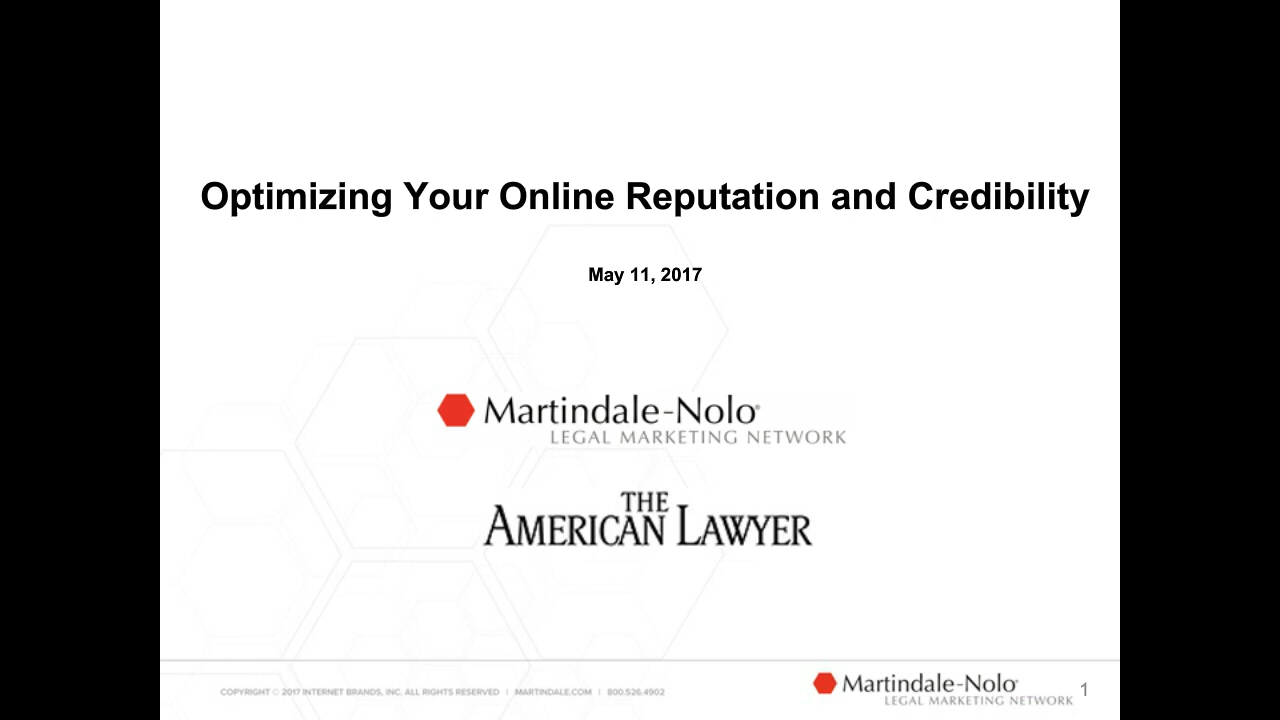 Optimizing Your Online Reputation and Credibility
May 11, 2017
Martindale-Nolo®
LEGAL MARKETING NETWORK
THE
AMERICAN LAWYER
COPYRIGHT © 2017 INTERNET BRANDS, INC. ALL RIGHTS RESERVED | MARTINDALE.COM | 800.526.4902
Martindale-Nolo®
LEGAL MARKETING NETWORK
1